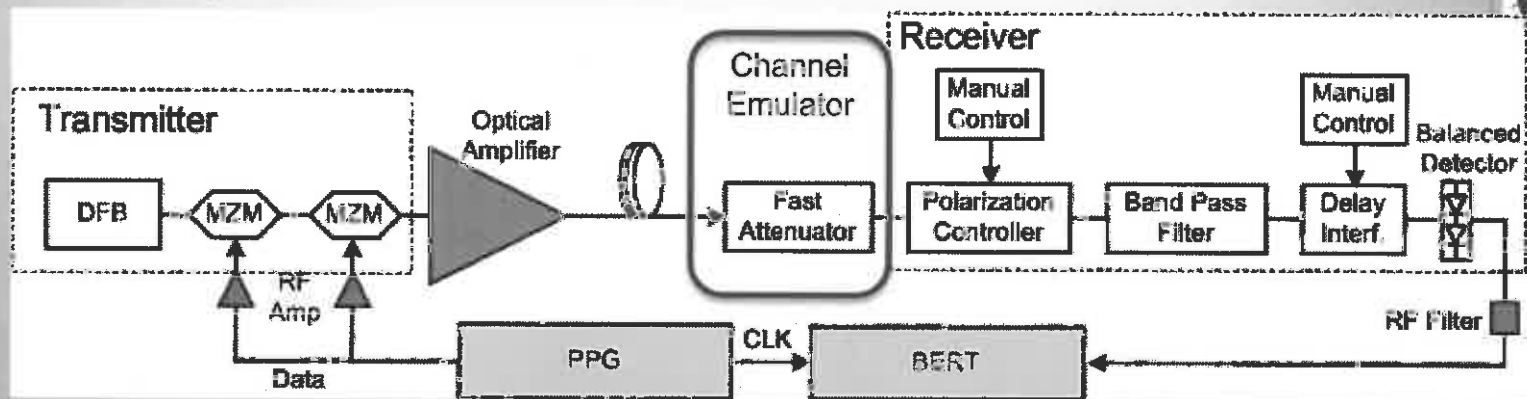 Transmitter
DFB
MZM
MZM
RF
Amp
Data
Optical
Amplifier
Channel
Emulator
Fast
Attenuator
Receiver
Manual
Control
Polarization
Controller
Band Pass
Filter
Manual
Control
Delay
Interf.
Balanced
Detector
RF Filter
PPG
CLK
BERT